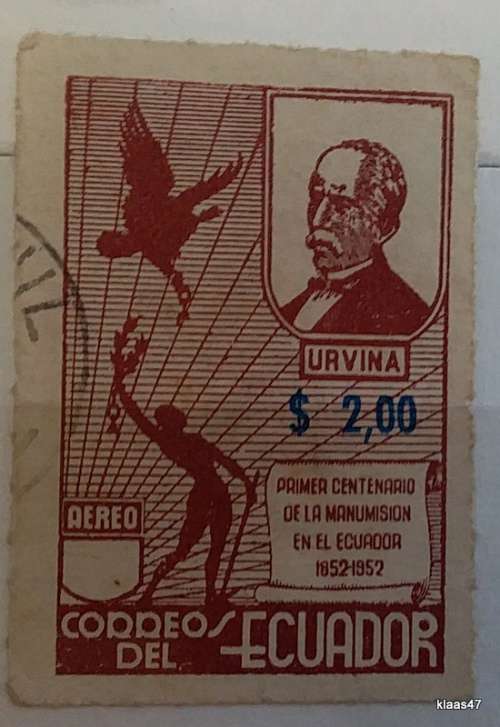 URVINA
$ 2,00
PRIMER CENTENARIO
DE LA MANUMISION
EN EL ECUADOR
1852-1952
AEREO
CORREOS
DEL ECUADOR
klaas47